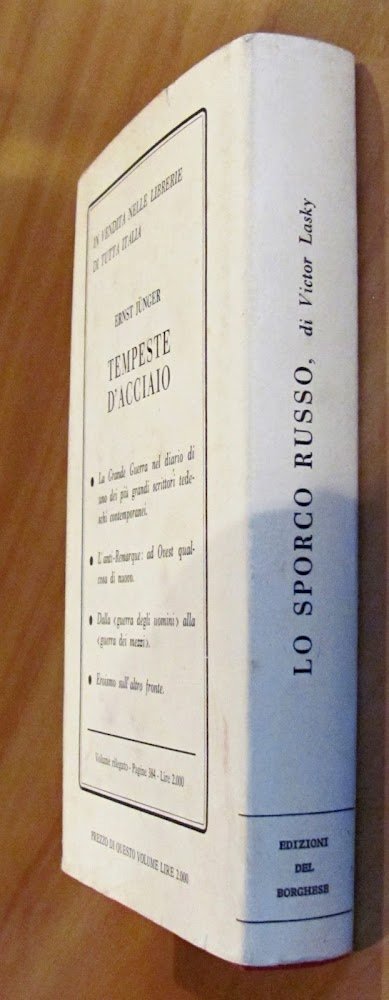 IN VENDITA NELLE LIBRERIE
DI TUTTA ITALIA
ERNST JÜNGER
TEMPESTE
D'ACCIAIO
• La Grande Guerra nel diario di
uno dei più grandi scrittori tede-
schi contemporanei.
• L'anti-Remarque: ad Ovest qual-
cosa di nuovo.
• Dalla «guerra degli uomini» alla
«guerra dei mezzi».
• Eroismo sull'altro fronte.
Volume rilegato - Pagine 384 - Lire 2.000
PREZZO DI QUESTO VOLUME LIRE 2.000
LO SPORCO RUSSO, di Victor Lasky
EDIZIONI
DEL
BORGHESE